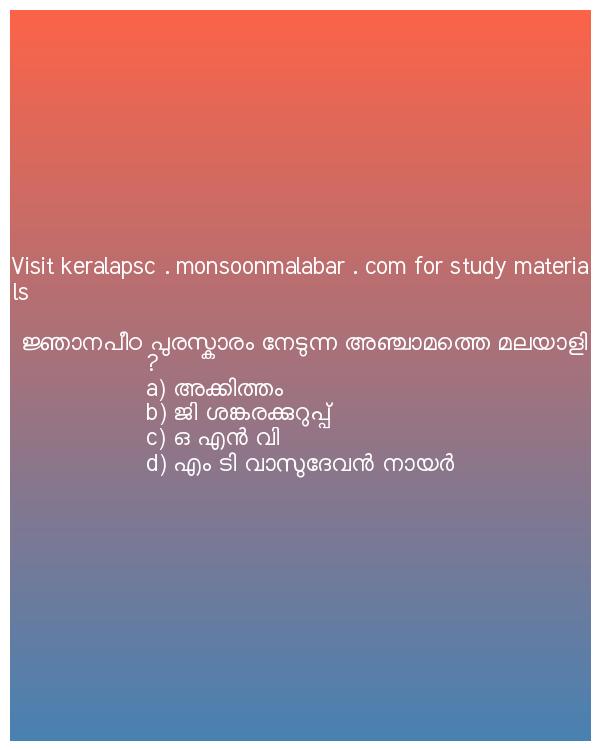 Visit keralapsc . monsoonmalabar . com for study materia
ls
ജ്ഞാനപീഠ പുരസ്കാരം നേടുന്ന അഞ്ചാമത്തെ മലയാളി
?
a) അക്കിത്തം
b) ജി ശങ്കരക്കുറുപ്പ്
c) ഒ എൻ വി
d) എം ടി വാസുദേവൻ നായർ